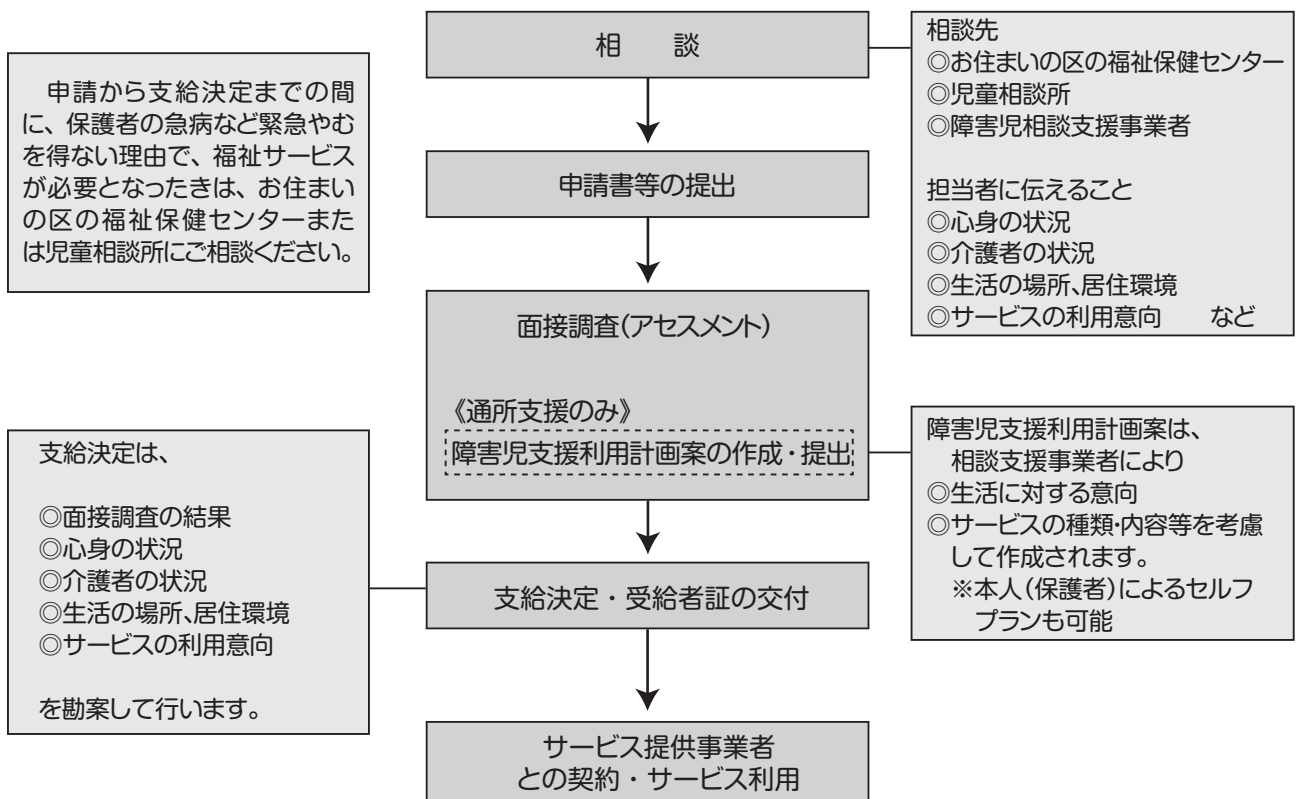 相　　談
相談先
◎お住まいの区の福祉保健センター
◎児童相談所
◎障害児相談支援事業者
担当者に伝えること
◎心身の状況
◎介護者の状況
◎生活の場所、居住環境
◎サービスの利用意向　　など
　申請から支給決定までの間
に、保護者の急病など緊急やむ
を得ない理由で、福祉サービス
が必要となったときは、お住まい
の区の福祉保健センターまた
は児童相談所にご相談ください。
申請書等の提出
面接調査(アセスメント)
《通所支援のみ》
障害児支援利用計画案の作成・提出
障害児支援利用計画案は、
相談支援事業者により
◎生活に対する意向
◎サービスの種類・内容等を考慮
して作成されます。
※本人(保護者)によるセルフ
プランも可能
支給決定は、
◎面接調査の結果
◎心身の状況
◎介護者の状況
◎生活の場所、居住環境
◎サービスの利用意向
を勘案して行います。
支給決定・受給者証の交付
サービス提供事業者
との契約・サービス利用